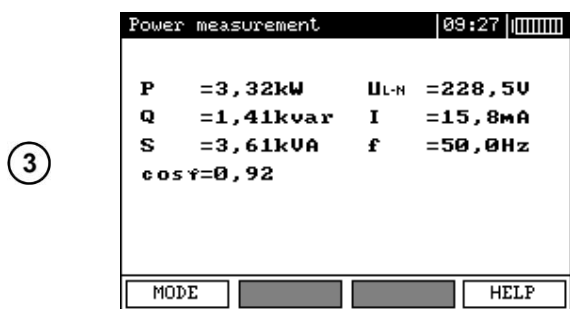 Power measurement 09:27
P =3,32kW UL-N =228,5V
Q =1,41kvar I =15,8mA
S =3,61kVA f =50,0Hz
cosφ=0,92
3
MODE HELP